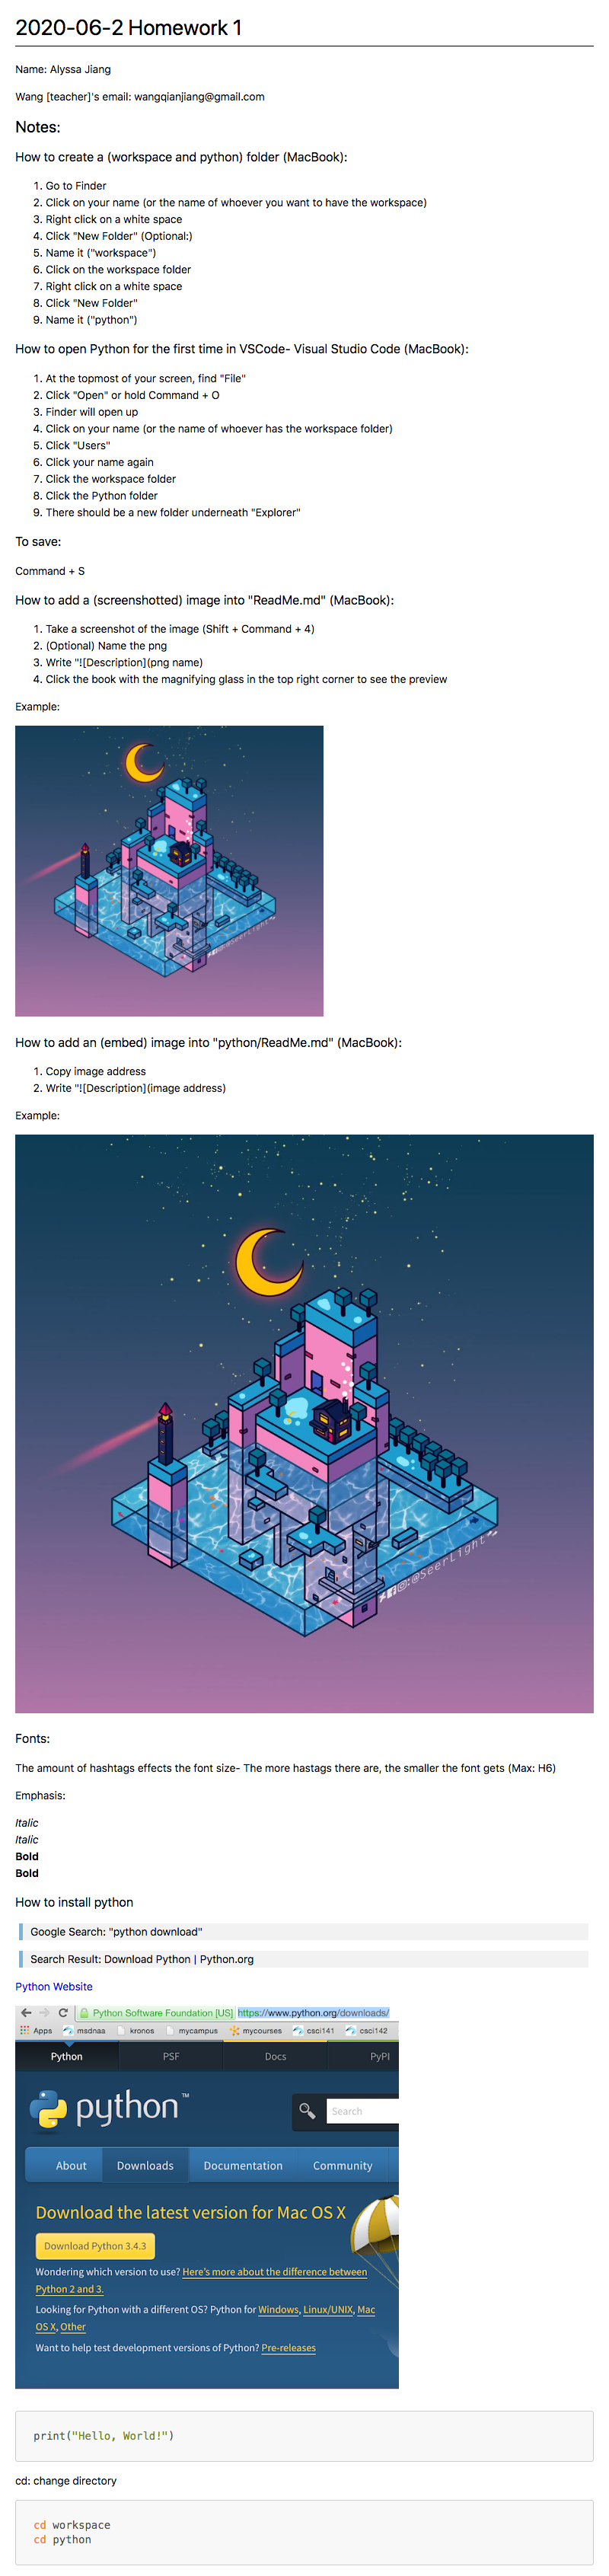 2020-06-2 Homework 1
Name: Alyssa Jiang
Wang [teacher]'s email: wangqianjiang@gmail.com
Notes:
How to create a (workspace and python) folder (MacBook):
1. Go to Finder
2. Click on your name (or the name of whoever you want to have the workspace)
3. Right click on a white space
4. Click "New Folder" (Optional:)
5. Name it ("workspace")
6. Click on the workspace folder
7. Right click on a white space
8. Click "New Folder"
9. Name it ("python")
How to open Python for the first time in VSCode- Visual Studio Code (MacBook):
1. At the topmost of your screen, find "File"
2. Click "Open" or hold Command + O
3. Finder will open up
4. Click on your name (or the name of whoever has the workspace folder)
5. Click "Users"
6. Click your name again
7. Click the workspace folder
8. Click the Python folder
9. There should be a new folder underneath "Explorer"
To save:
Command + S
How to add a (screenshotted) image into "ReadMe.md" (MacBook):
1. Take a screenshot of the image (Shift + Command + 4)
2. (Optional) Name the png
3. Write "![Description](png name)
4. Click the book with the magnifying glass in the top right corner to see the preview
Example:
@SeerLight
How to add an (embed) image into "python/ReadMe.md" (MacBook):
1. Copy image address
2. Write "![Description](image address)
Example:
:@SeerLight
Fonts:
The amount of hashtags effects the font size- The more hastags there are, the smaller the font gets (Max: H6)
Emphasis:
Italic
Italic
Bold
Bold
How to install python
Google Search: "python download"
Search Result: Download Python | Python.org
Python Website
Python Software Foundation [US] https://www.python.org/downloads/
Apps msdnaa kronos mycampus mycourses csci141 csci142
Python PSF Docs PyPI
python™ Search
About Downloads Documentation Community
Download the latest version for Mac OS X
Download Python 3.4.3
Wondering which version to use? Here's more about the difference between
Python 2 and 3.
Looking for Python with a different OS? Python for Windows, Linux/UNIX, Mac
OS X, Other
Want to help test development versions of Python? Pre-releases
print("Hello, World!")
cd: change directory
cd workspace
cd python